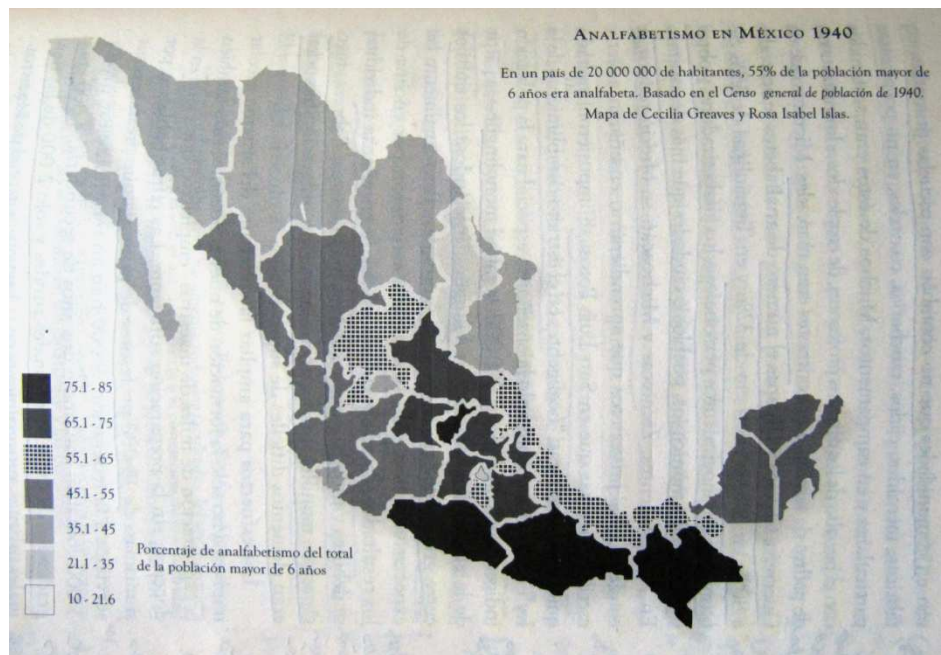 ANALFABETISMO EN MÉXICO 1940
En un país de 20 000 000 de habitantes, 55% de la población mayor de
6 años era analfabeta. Basado en el Censo general de población de 1940.
Mapa de Cecilia Greaves y Rosa Isabel Islas.
75.1 - 85
65.1 - 75
55.1 - 65
45.1 - 55
35.1 - 45
21.1 - 35
10 - 21.6
Porcentaje de analfabetismo del total
de la población mayor de 6 años